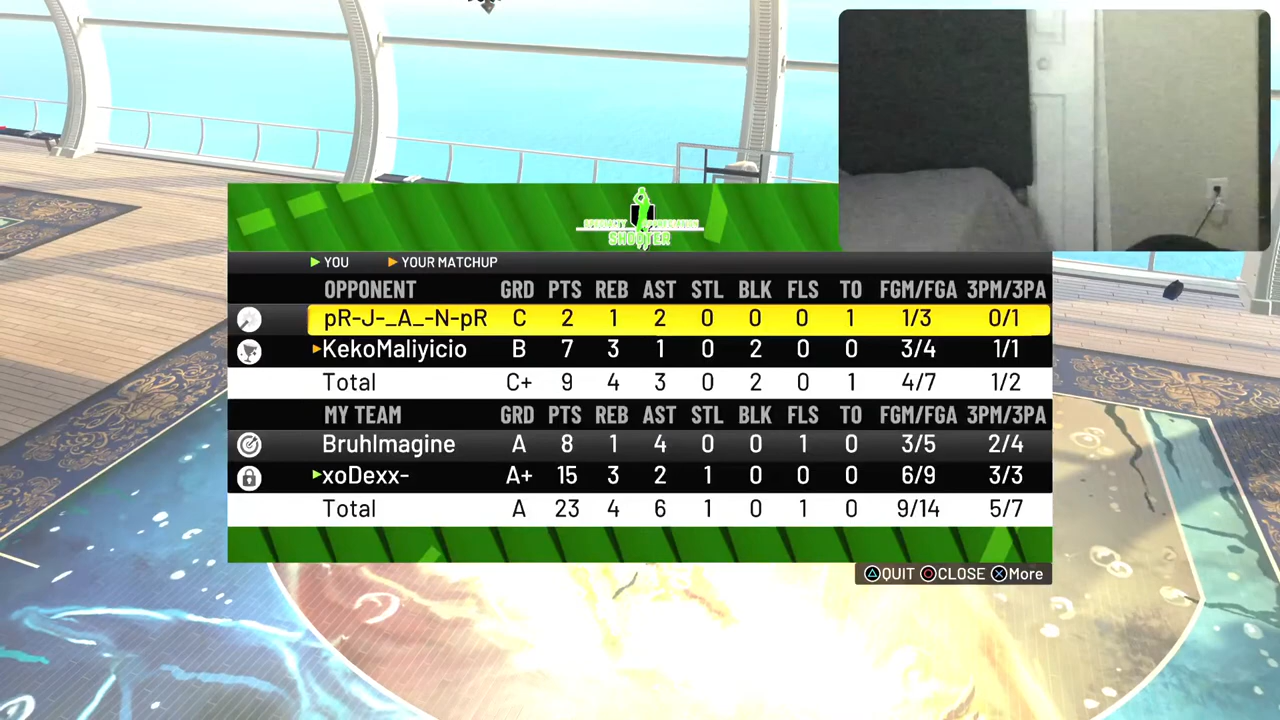 SPECIALTY APPRECIATION
SHOOTER
YOU YOUR MATCHUP
OPPONENT GRD PTS REB AST STL BLK FLS TO FGM/FGA 3PM/3PA
pR-J-_A_-N-pR C 2 1 2 0 0 0 1 1/3 0/1
KekoMaliyicio B 7 3 1 0 2 0 0 3/4 1/1
Total C+ 9 4 3 0 2 0 1 4/7 1/2
MY TEAM GRD PTS REB AST STL BLK FLS TO FGM/FGA 3PM/3PA
BruhImagine A 8 1 4 0 0 1 0 3/5 2/4
xoDexx- A+ 15 3 2 1 0 0 0 6/9 3/3
Total A 23 4 6 1 0 1 0 9/14 5/7
QUIT CLOSE More